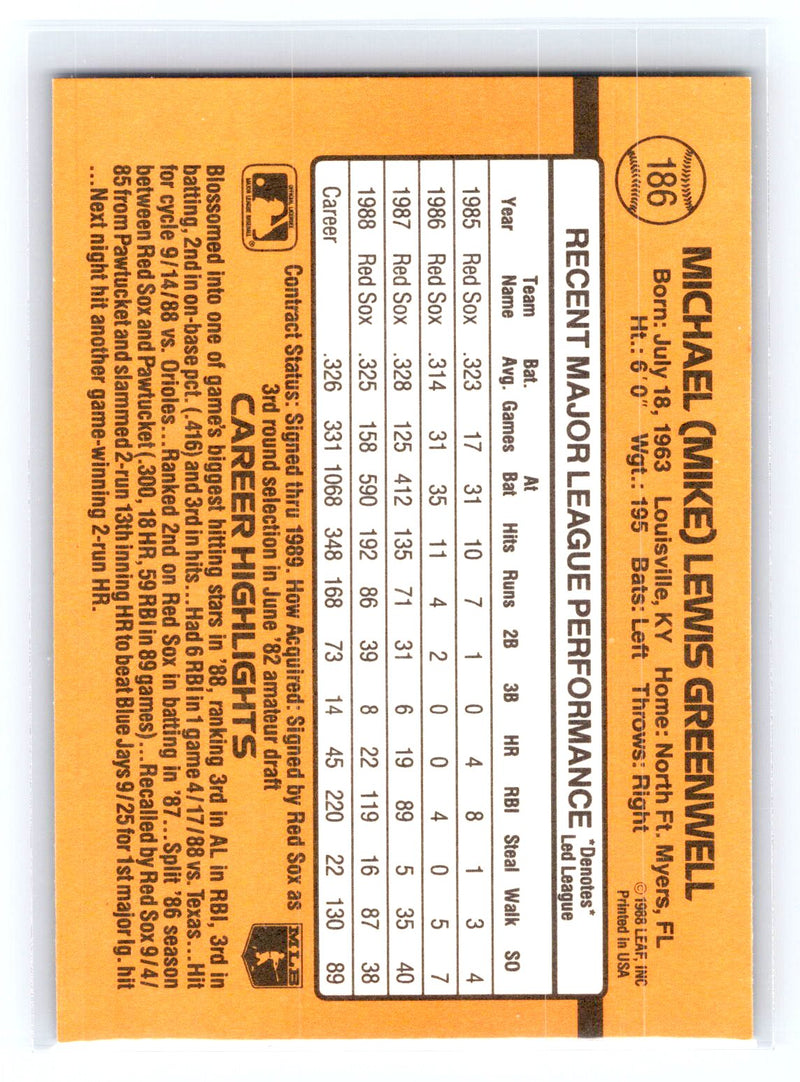 186
MICHAEL (MIKE) LEWIS GREENWELL
Born: July 18, 1963 Louisville, KY Home: North Ft. Myers, FL
Ht.: 6'0" Wgt.: 195 Bats: Left Throws: Right
©1988 LEAF, INC
Printed in USA
RECENT MAJOR LEAGUE PERFORMANCE *Denotes*
Led League
Year Team Name Bat. Avg. Games At Bat Hits Runs 2B 3B HR RBI Steal Walk SO
1985 Red Sox .323 17 31 10 7 1 0 4 8 1 3 4
1986 Red Sox .314 31 35 11 4 2 0 0 4 0 5 7
1987 Red Sox .328 125 412 135 71 31 6 19 89 5 35 40
1988 Red Sox .325 158 590 192 86 39 8 22 119 16 87 38
Career .326 331 1068 348 168 73 14 45 220 22 130 89
OFFICIAL LICENSEE
MAJOR LEAGUE BASEBALL
®
Contract Status: Signed thru 1989. How Acquired: Signed by Red Sox as
3rd round selection in June '82 amateur draft
MLB
CAREER HIGHLIGHTS
Blossomed into one of game's biggest hitting stars in '88, ranking 3rd in AL in RBI, 3rd in
batting, 2nd in on-base pct. (.416) and 3rd in hits...Had 6 RBI in 1 game 4/17/88 vs. Texas...Hit
for cycle 9/14/88 vs. Orioles...Ranked 2nd on Red Sox in batting in '87...Split '86 season
between Red Sox and Pawtucket (.300, 18 HR, 59 RBI in 89 games)...Recalled by Red Sox 9/4/
85 from Pawtucket and slammed 2-run 13th inning HR to beat Blue Jays 9/25 for 1st major lg. hit
...Next night hit another game-winning 2-run HR.